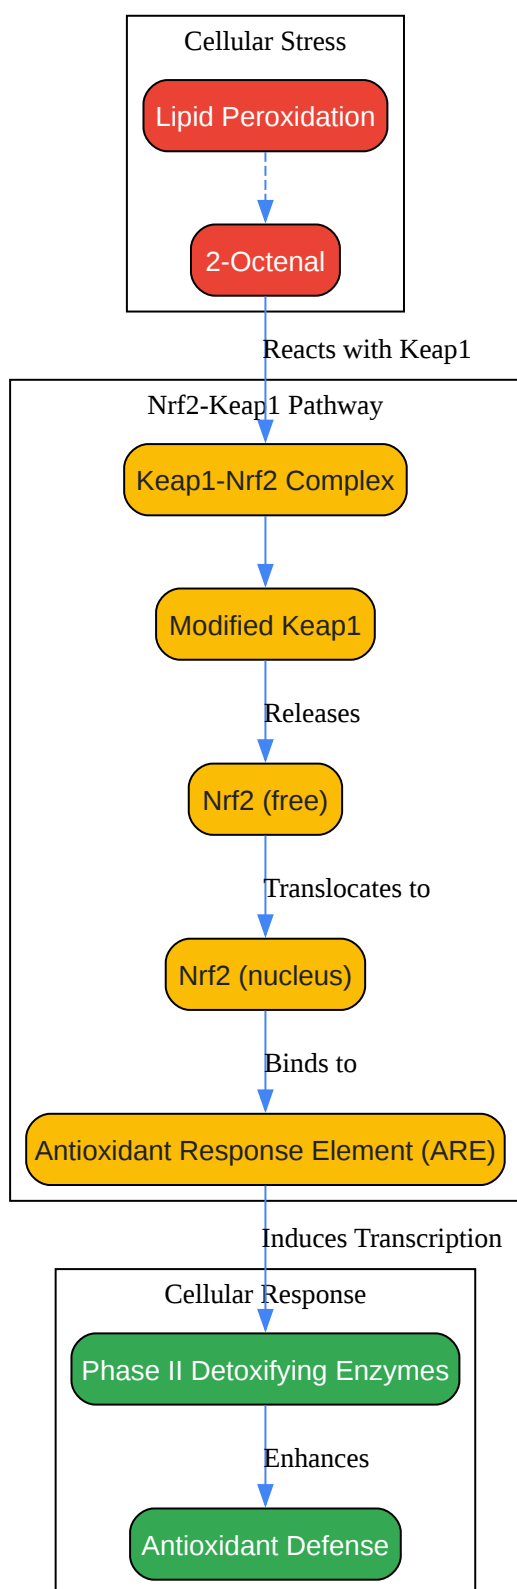 Cellular Stress
Lipid Peroxidation
2-Octenal
Reacts with Keap1
Nrf2-Keap1 Pathway
Keap1-Nrf2 Complex
Modified Keap1
Releases
Nrf2 (free)
Translocates to
Nrf2 (nucleus)
Binds to
Antioxidant Response Element (ARE)
Induces Transcription
Cellular Response
Phase II Detoxifying Enzymes
Enhances
Antioxidant Defense